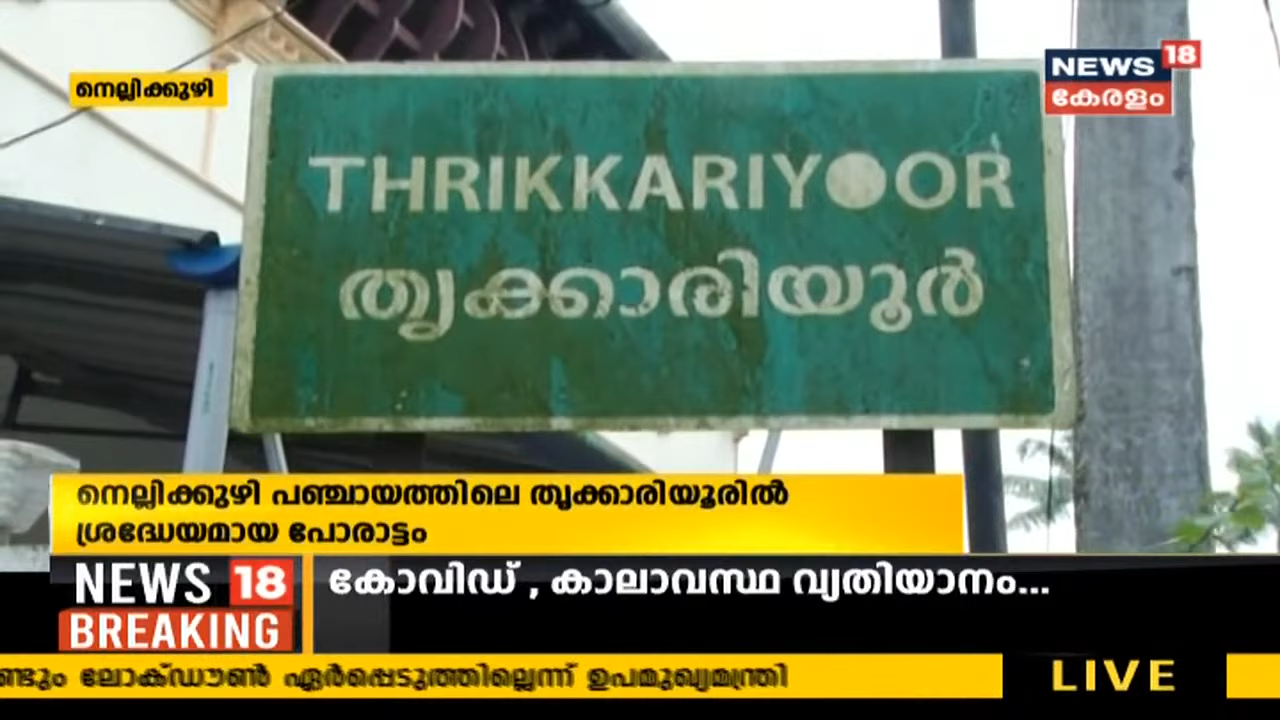 നെല്ലിക്കുഴി
NEWS 18
കേരളം
THRIKKARIYOOR
തൃക്കാരിയൂർ
നെല്ലിക്കുഴി പഞ്ചായത്തിലെ തൃക്കാരിയൂരിൽ
ശ്രദ്ധേയമായ പോരാട്ടം
NEWS 18
BREAKING
കോവിഡ് , കാലാവസ്ഥ വ്യതിയാനം...
ലോക്ഡൗൺ ഏർപ്പെടുത്തില്ലെന്ന് ഉപമുഖ്യമന്ത്രി
LIVE